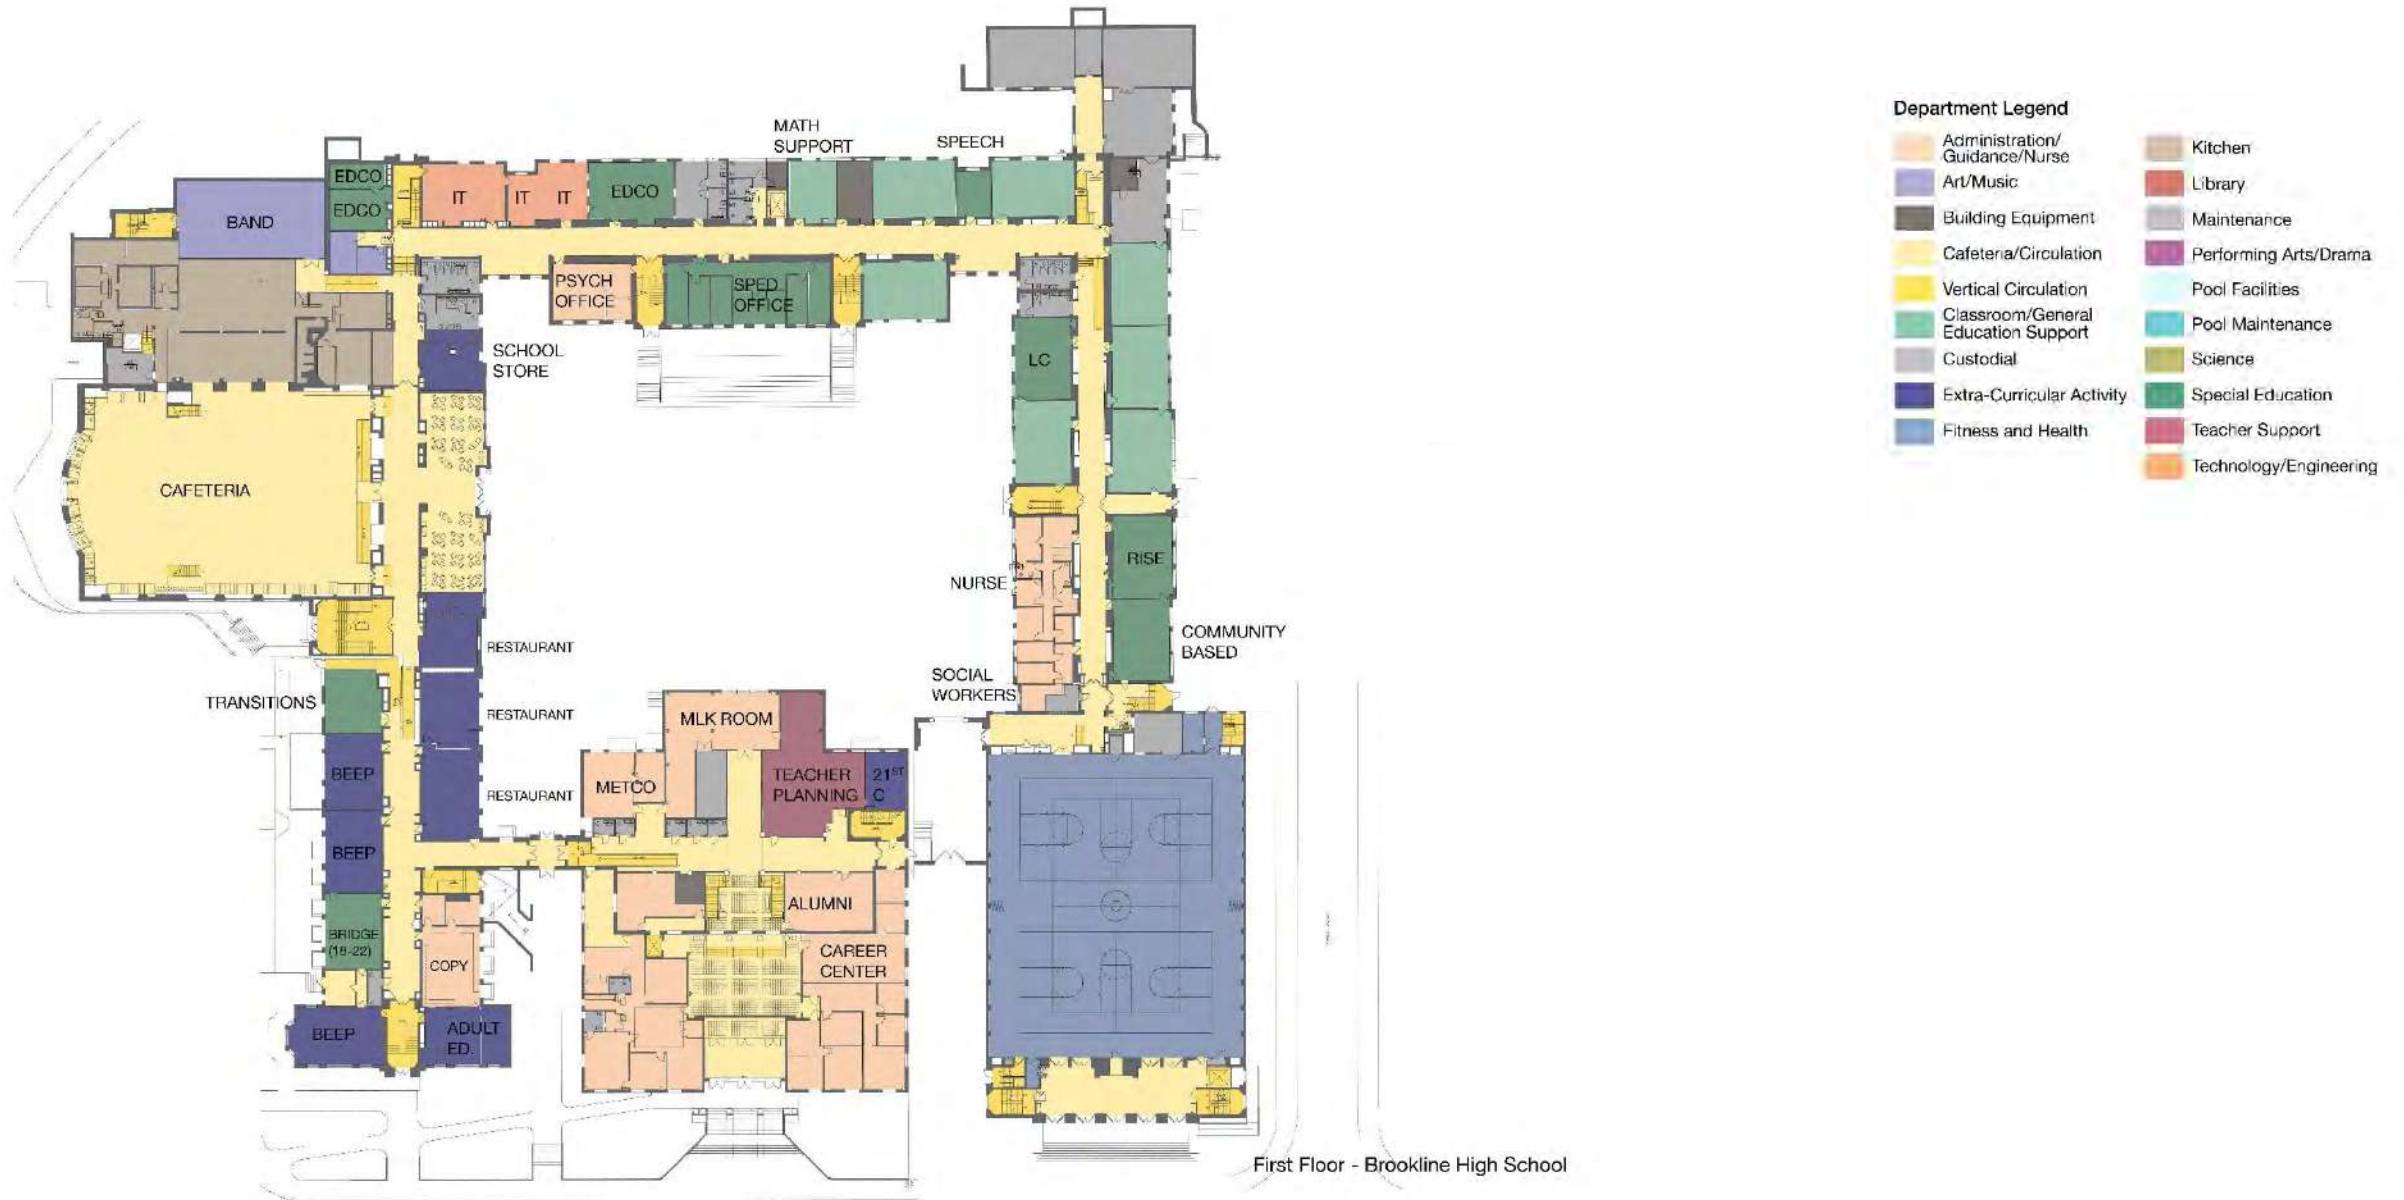 MATH
SUPPORT
SPEECH
EDCO
EDCO
IT
IT
IT
EDCO
BAND
PSYCH
OFFICE
SPED
OFFICE
SCHOOL
STORE
LC
CAFETERIA
RISE
NURSE
COMMUNITY
BASED
RESTAURANT
SOCIAL
WORKERS
TRANSITIONS
RESTAURANT
MLK ROOM
BEEP
METCO
TEACHER
PLANNING
21ST
C
RESTAURANT
BEEP
ALUMNI
BRIDGE
(18-22)
COPY
CAREER
CENTER
BEEP
ADULT
ED.
First Floor - Brookline High School
Department Legend
Administration/
Guidance/Nurse
Art/Music
Building Equipment
Cafeteria/Circulation
Vertical Circulation
Classroom/General
Education Support
Custodial
Extra-Curricular Activity
Fitness and Health
Kitchen
Library
Maintenance
Performing Arts/Drama
Pool Facilities
Pool Maintenance
Science
Special Education
Teacher Support
Technology/Engineering